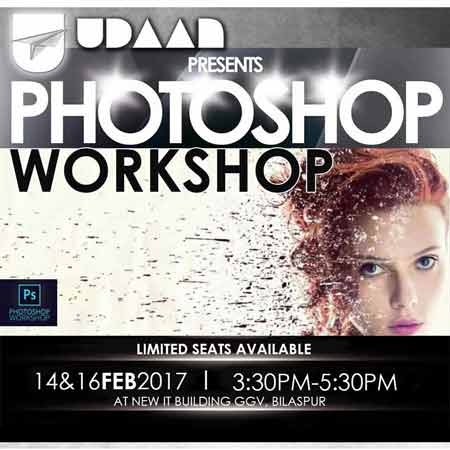 UDAAN
PRESENTS
PHOTOSHOP
WORKSHOP
Ps
PHOTOSHOP
WORKSHOP
LIMITED SEATS AVAILABLE
14&16FEB2017 | 3:30PM-5:30PM
AT NEW IT BUILDING GGV, BILASPUR